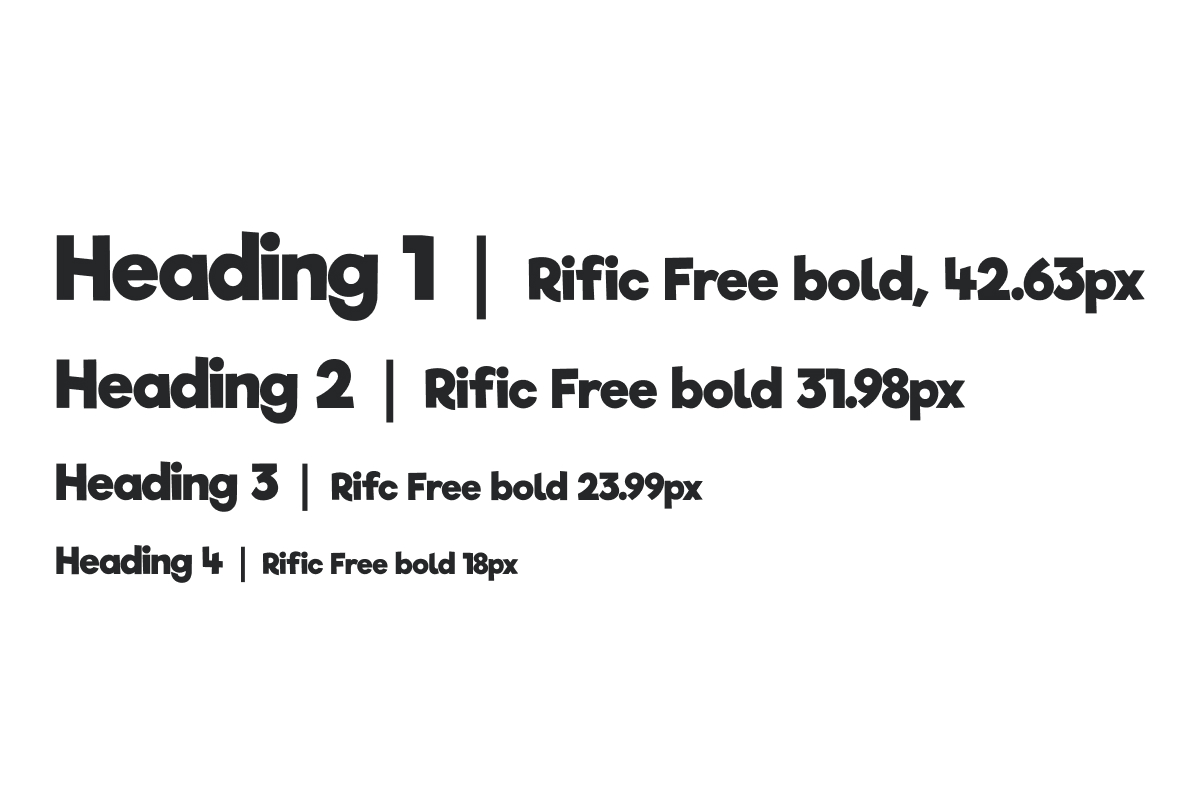 Heading 1 | Rific Free bold, 42.63px
Heading 2 | Rific Free bold 31.98px
Heading 3 | Rifc Free bold 23.99px
Heading 4 | Rific Free bold 18px